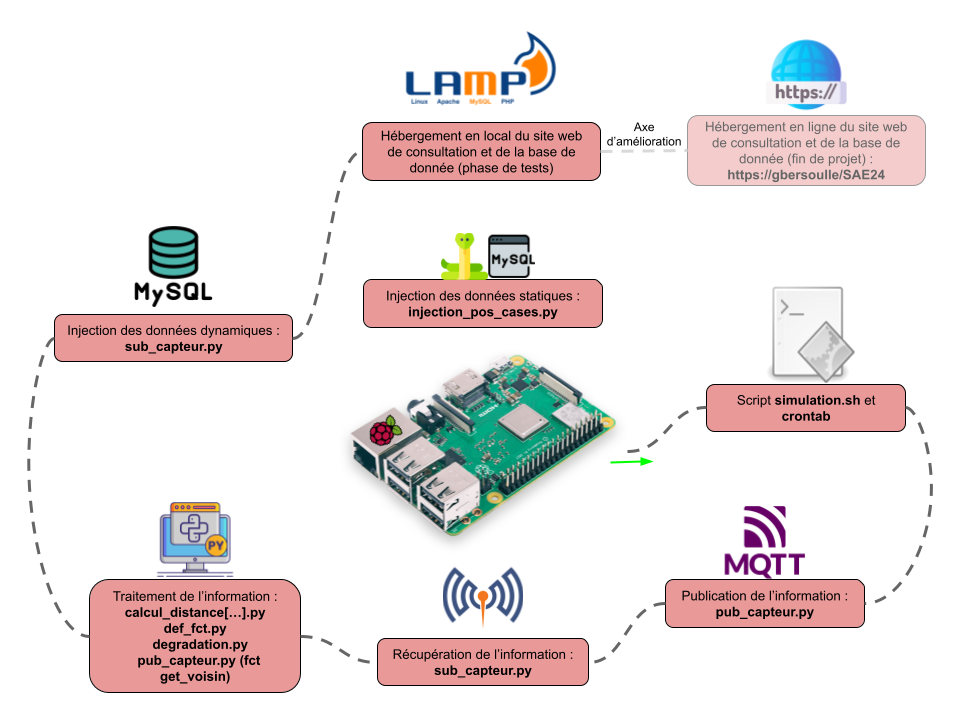 LAMP
Linux Apache MySQL PHP
https://
Hébergement en local du site web
de consultation et de la base de
donnée (phase de tests)
Axe
d'amélioration
Hébergement en ligne du site web
de consultation et de la base de
donnée (fin de projet) :
https://gbersoulle/SAE24
MySQL
Injection des données dynamiques :
sub_capteur.py
MySQL
Injection des données statiques :
injection_pos_cases.py
>_
Script simulation.sh et
crontab
HDMI
PY
Traitement de l'information :
calcul_distance[...].py
def_fct.py
degradation.py
pub_capteur.py (fct
get_voisin)
Récupération de l'information :
sub_capteur.py
MQTT
Publication de l'information :
pub_capteur.py